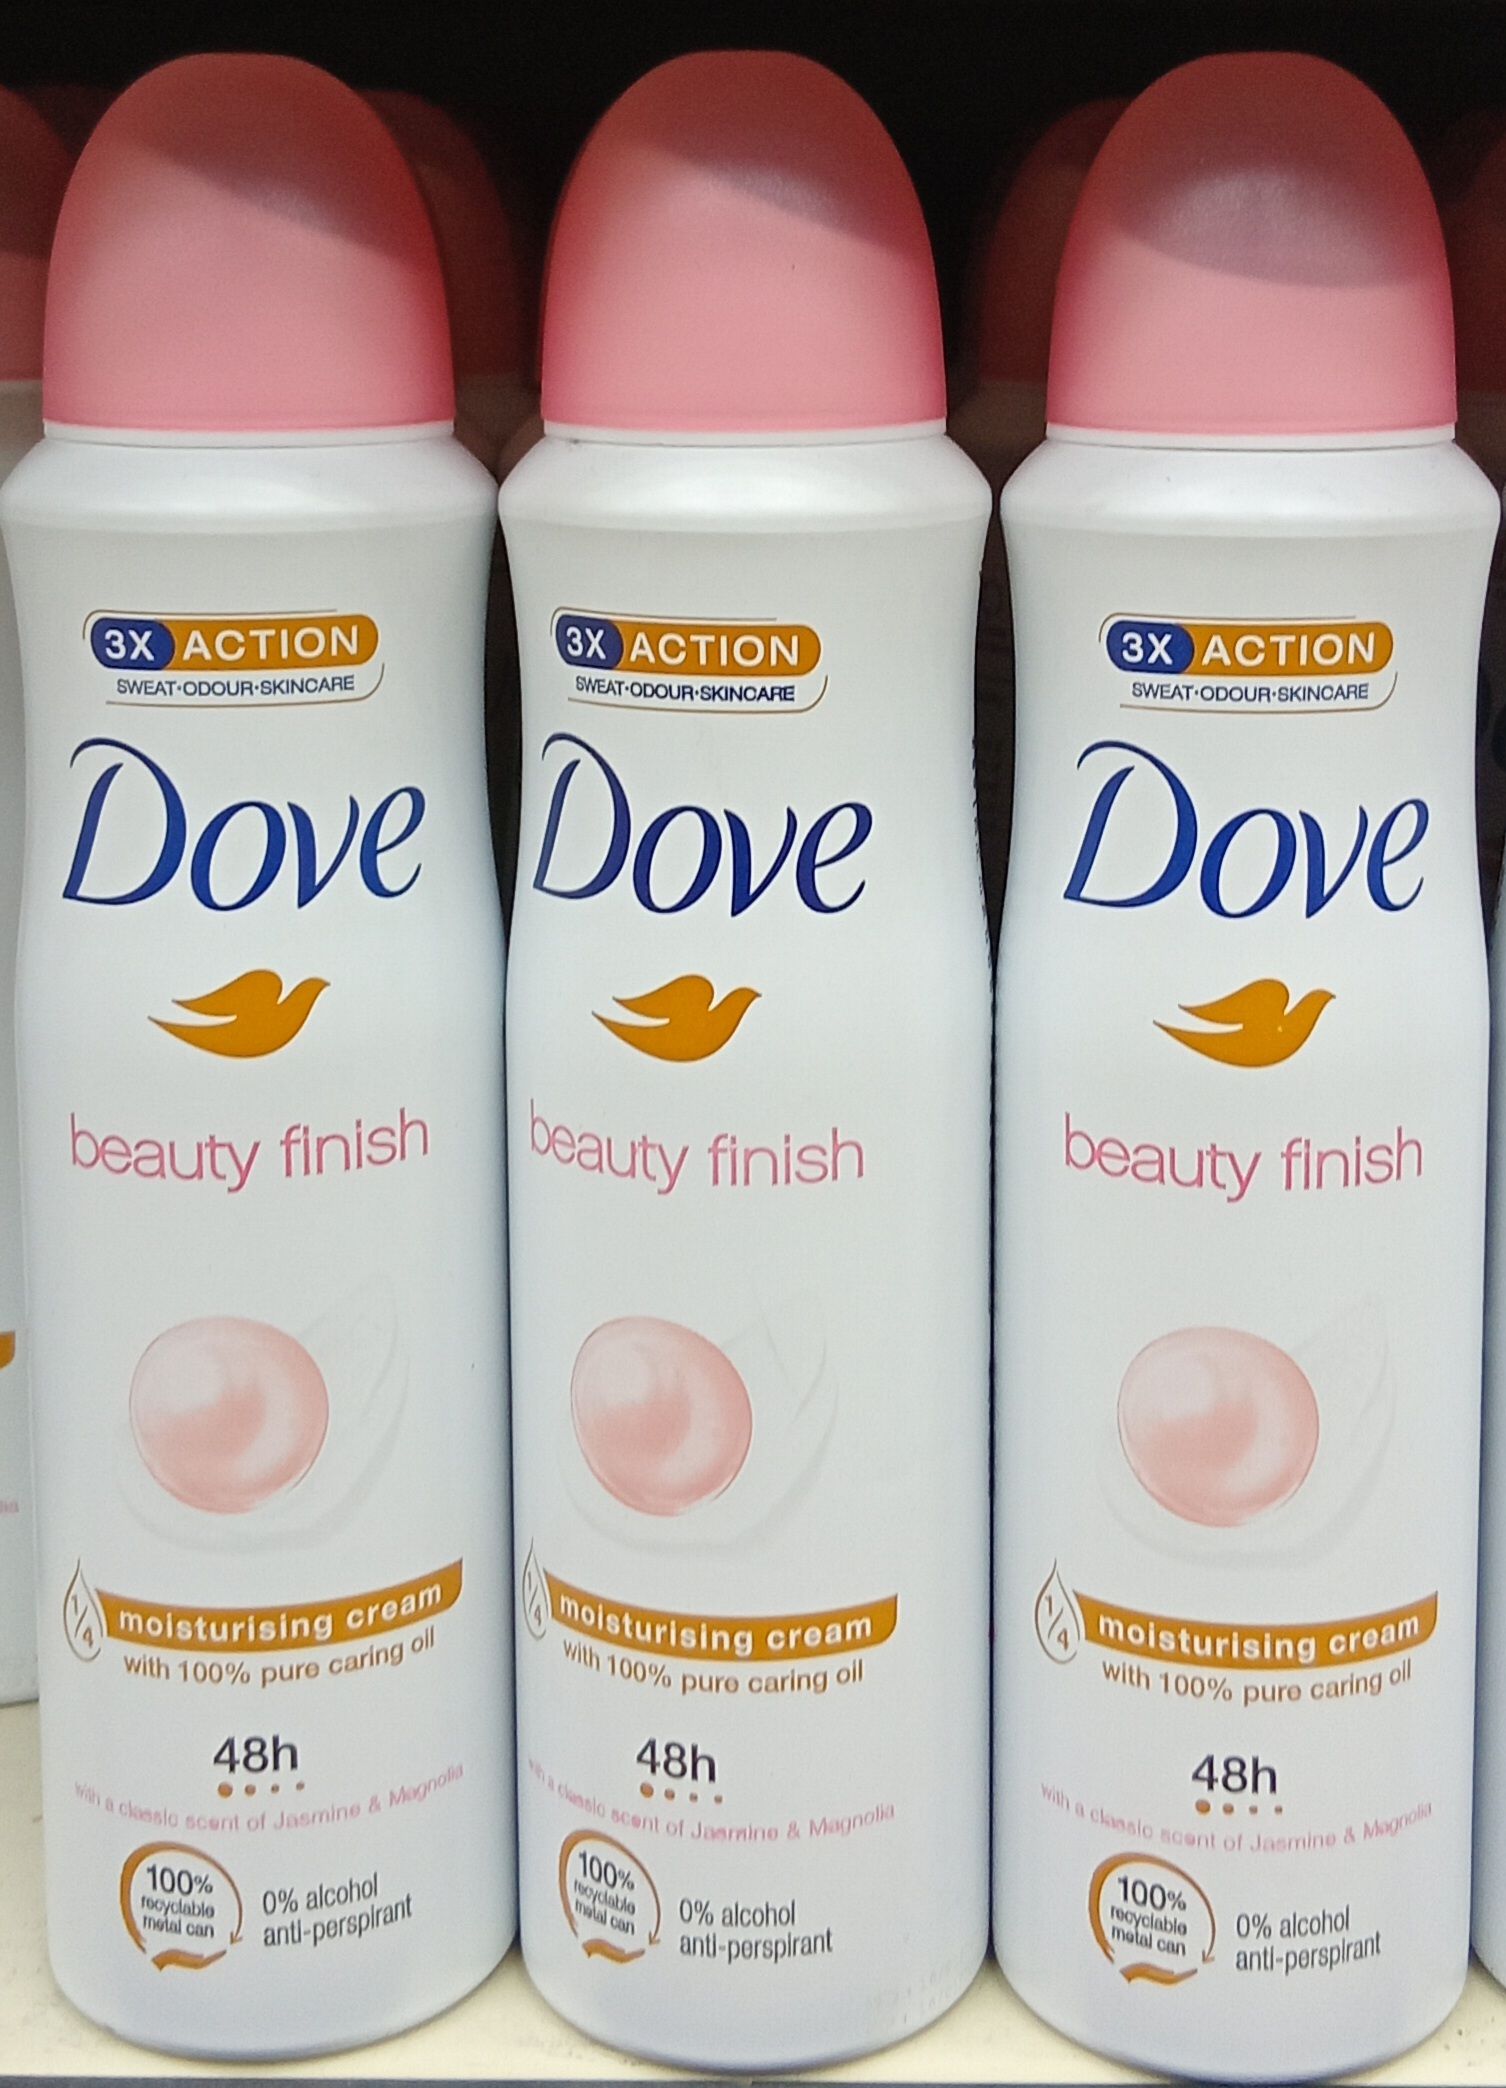 3X ACTION
SWEAT·ODOUR·SKINCARE
Dove
beauty finish
1/4 moisturising cream
with 100% pure caring oil
48h
with a classic scent of Jasmine & Magnolia
100%
recyclable
metal can
0% alcohol
anti-perspirant
3X ACTION
SWEAT·ODOUR·SKINCARE
Dove
beauty finish
1/4 moisturising cream
with 100% pure caring oil
48h
with a classic scent of Jasmine & Magnolia
100%
recyclable
metal can
0% alcohol
anti-perspirant
3X ACTION
SWEAT·ODOUR·SKINCARE
Dove
beauty finish
1/4 moisturising cream
with 100% pure caring oil
48h
with a classic scent of Jasmine & Magnolia
100%
recyclable
metal can
0% alcohol
anti-perspirant